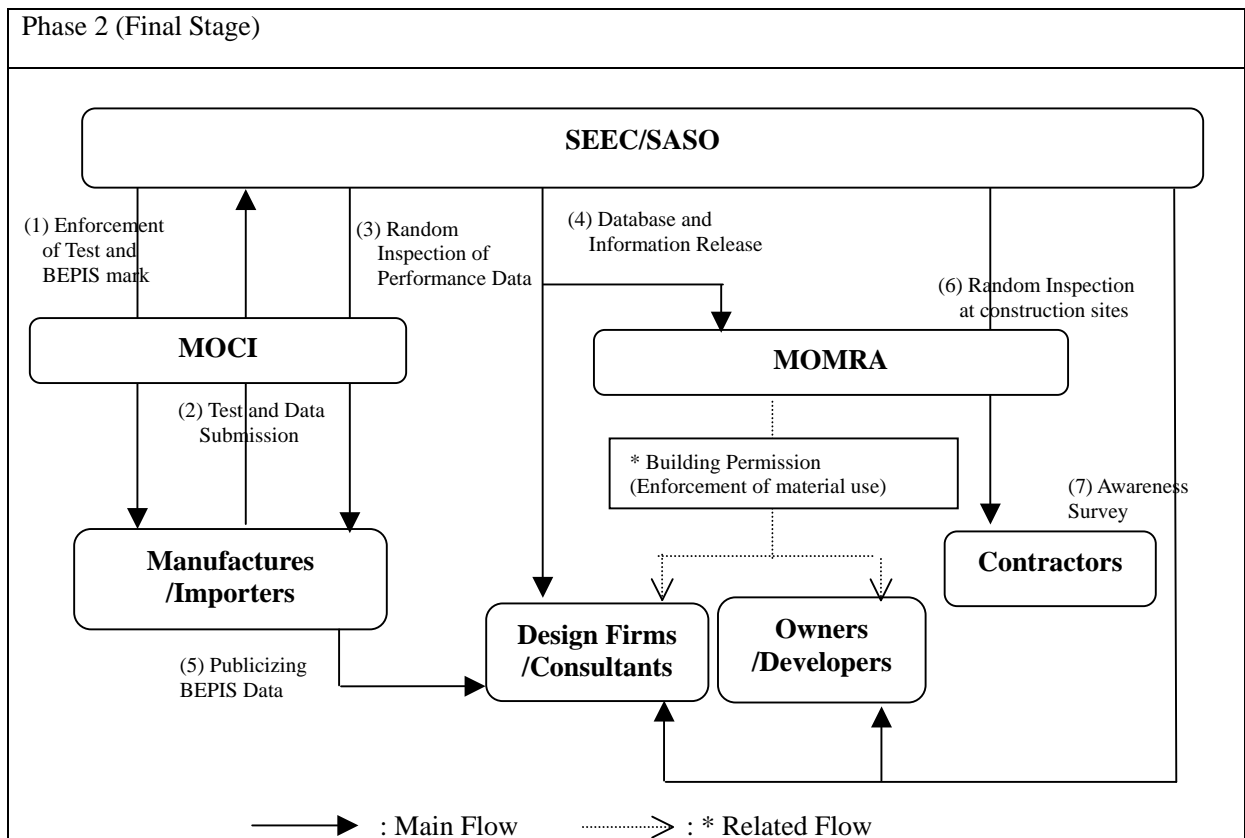 Phase 2 (Final Stage)
SEEC/SASO
(1) Enforcement
of Test and
BEPIS mark
(3) Random
Inspection of
Performance Data
(4) Database and
Information Release
(6) Random Inspection
at construction sites
MOCI
MOMRA
(2) Test and Data
Submission
* Building Permission
(Enforcement of material use)
(7) Awareness
Survey
Manufactures
/Importers
Contractors
Design Firms
/Consultants
Owners
/Developers
(5) Publicizing
BEPIS Data
: Main Flow
: * Related Flow